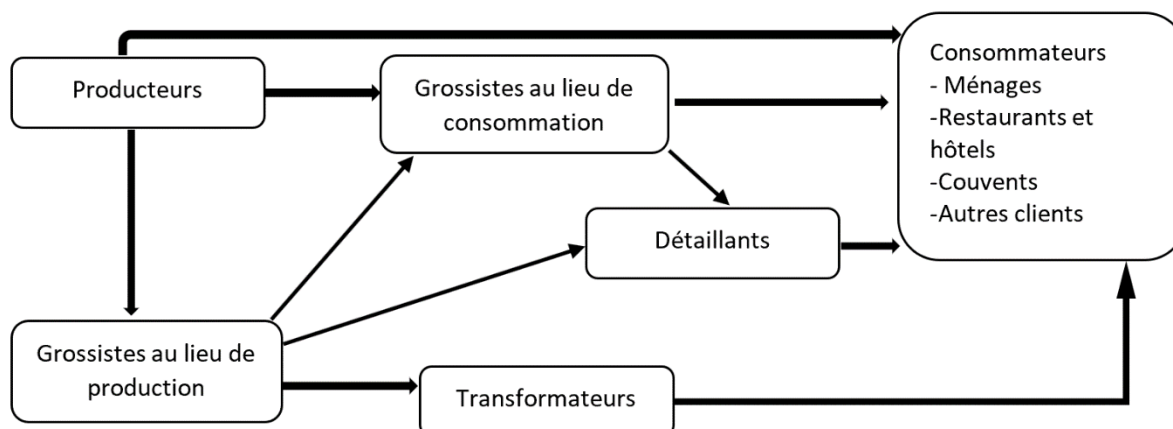 Producteurs
Grossistes au lieu de
consommation
Consommateurs
- Ménages
-Restaurants et
hôtels
-Couvents
-Autres clients
Détaillants
Grossistes au lieu de
production
Transformateurs